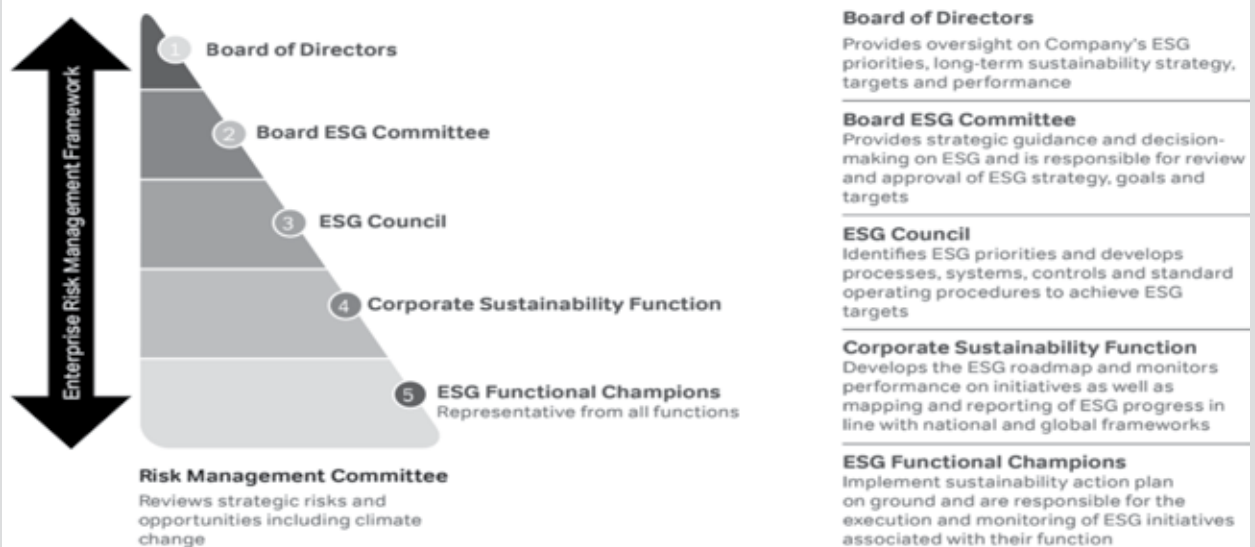 Enterprise Risk Management Framework
1 Board of Directors
2 Board ESG Committee
3 ESG Council
4 Corporate Sustainability Function
5 ESG Functional Champions
Representative from all functions
Risk Management Committee
Reviews strategic risks and
opportunities including climate
change
Board of Directors
Provides oversight on Company's ESG
priorities, long-term sustainability strategy,
targets and performance
Board ESG Committee
Provides strategic guidance and decision-
making on ESG and is responsible for review
and approval of ESG strategy, goals and
targets
ESG Council
Identifies ESG priorities and develops
processes, systems, controls and standard
operating procedures to achieve ESG
targets
Corporate Sustainability Function
Develops the ESG roadmap and monitors
performance on initiatives as well as
mapping and reporting of ESG progress in
line with national and global frameworks
ESG Functional Champions
Implement sustainability action plan
on ground and are responsible for the
execution and monitoring of ESG initiatives
associated with their function